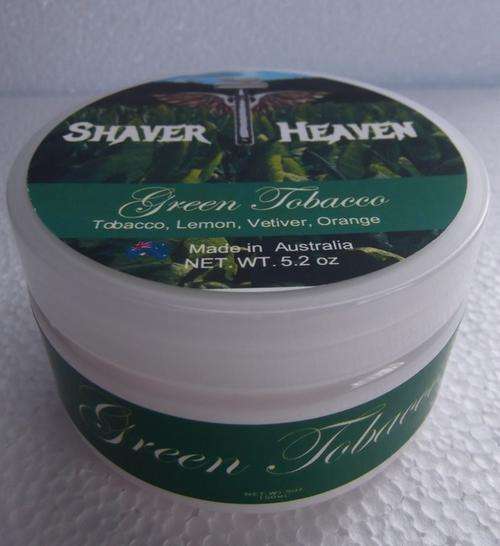 SHAVER HEAVEN
Green Tobacco
Tobacco, Lemon, Vetiver, Orange
Made in Australia
NET WT. 5.2 oz
Green Tobacco